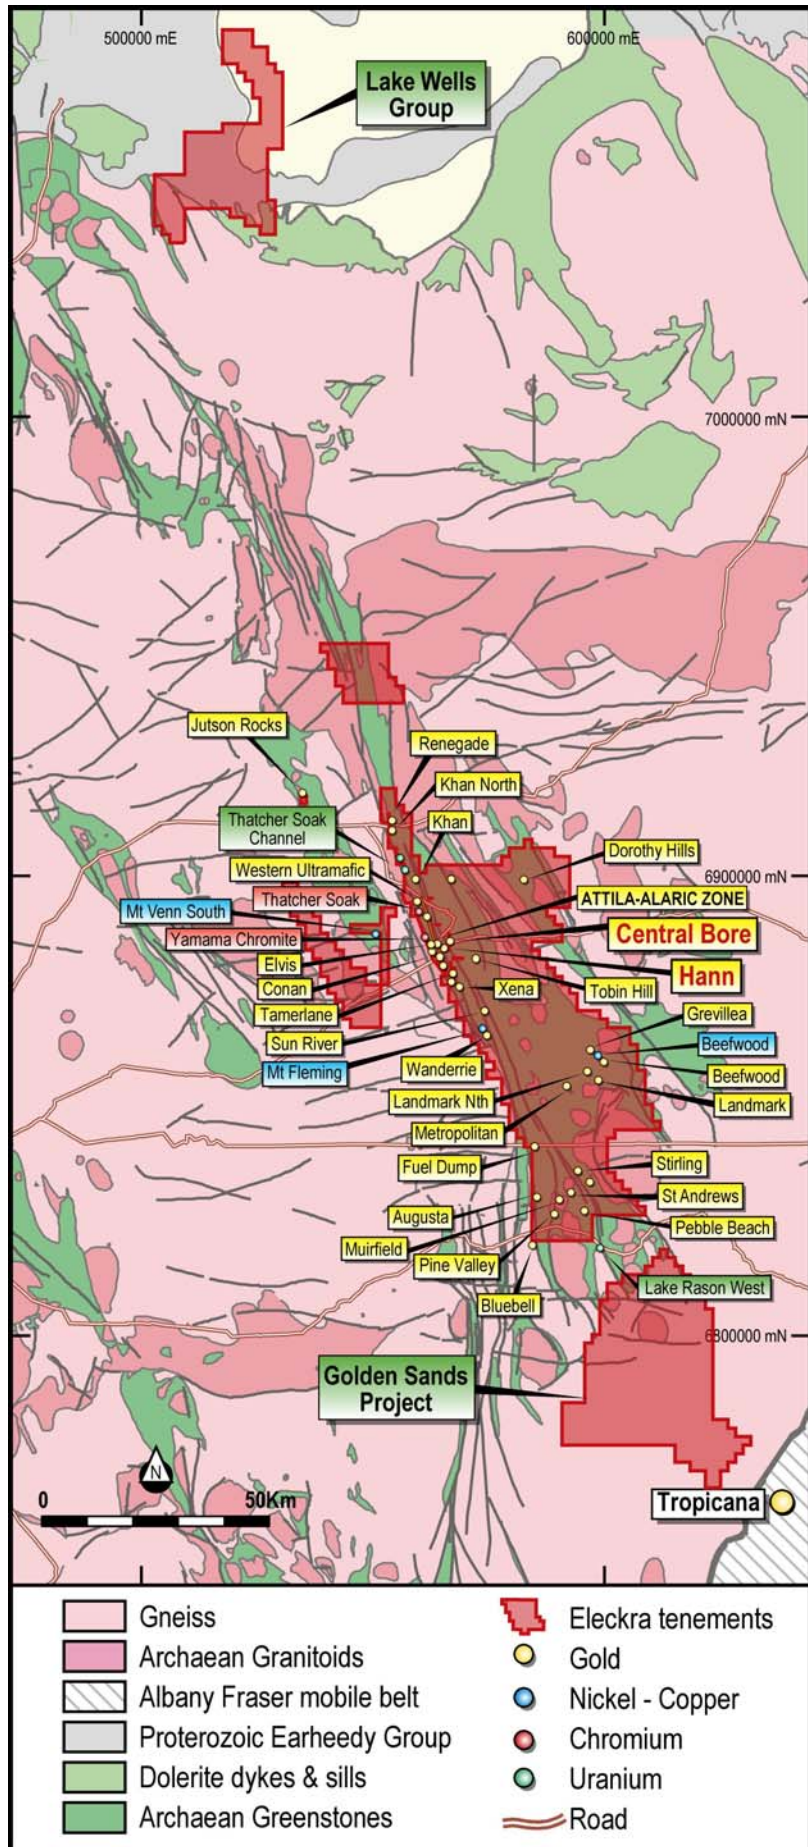 500000 mE
600000 mE
Lake Wells
Group
7000000 mN
Jutson Rocks
Renegade
Khan North
Thatcher Soak
Channel
Khan
Western Ultramafic
Dorothy Hills
6900000 mN
Thatcher Soak
ATTILA-ALARIC ZONE
Mt Venn South
Yamama Chromite
Central Bore
Elvis
Hann
Conan
Xena
Tobin Hill
Tamerlane
Grevillea
Sun River
Beefwood
Mt Fleming
Wanderrie
Beefwood
Landmark Nth
Landmark
Metropolitan
Fuel Dump
Stirling
St Andrews
Augusta
Pebble Beach
Muirfield
Pine Valley
Lake Rason West
Bluebell
6800000 mN
Golden Sands
Project
N
0
50Km
Tropicana
Gneiss
Archaean Granitoids
Albany Fraser mobile belt
Proterozoic Earheedy Group
Dolerite dykes & sills
Archaean Greenstones
Eleckra tenements
Gold
Nickel - Copper
Chromium
Uranium
Road